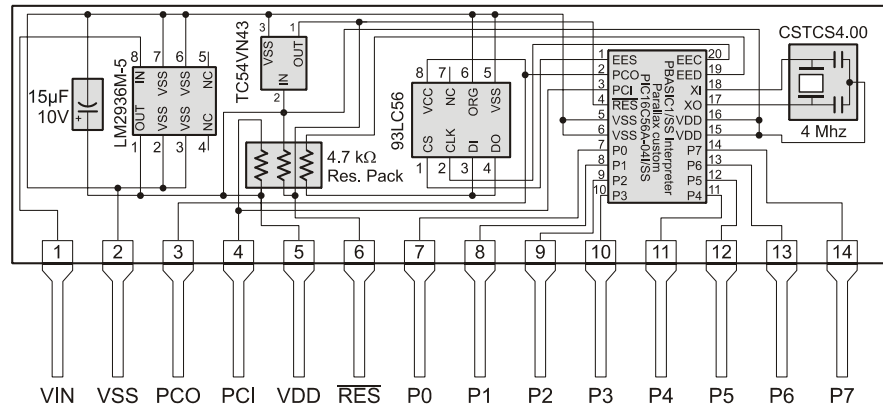 15µF
10V
+
LM2936M-5
8 7 6 5
IN VSS VSS NC
OUT VSS VSS NC
1 2 3 4
TC54VN43
3 1
VSS OUT
IN
2
4.7 kΩ
Res. Pack
93LC56
8 7 6 5
VCC NC ORG VSS
CS CLK DI DO
1 2 3 4
PBASIC1/SS Interpreter
Parallax custom
PIC16C56A-04I/SS
1 EES EEC 20
2 PCO EED 19
3 PCI XI 18
4 RES XO 17
5 VSS VDD 16
6 VSS VDD 15
7 P0 P7 14
8 P1 P6 13
9 P2 P5 12
10 P3 P4 11
CSTCS4.00
4 Mhz
1 2 3 4 5 6 7 8 9 10 11 12 13 14
VIN VSS PCO PCI VDD RES P0 P1 P2 P3 P4 P5 P6 P7